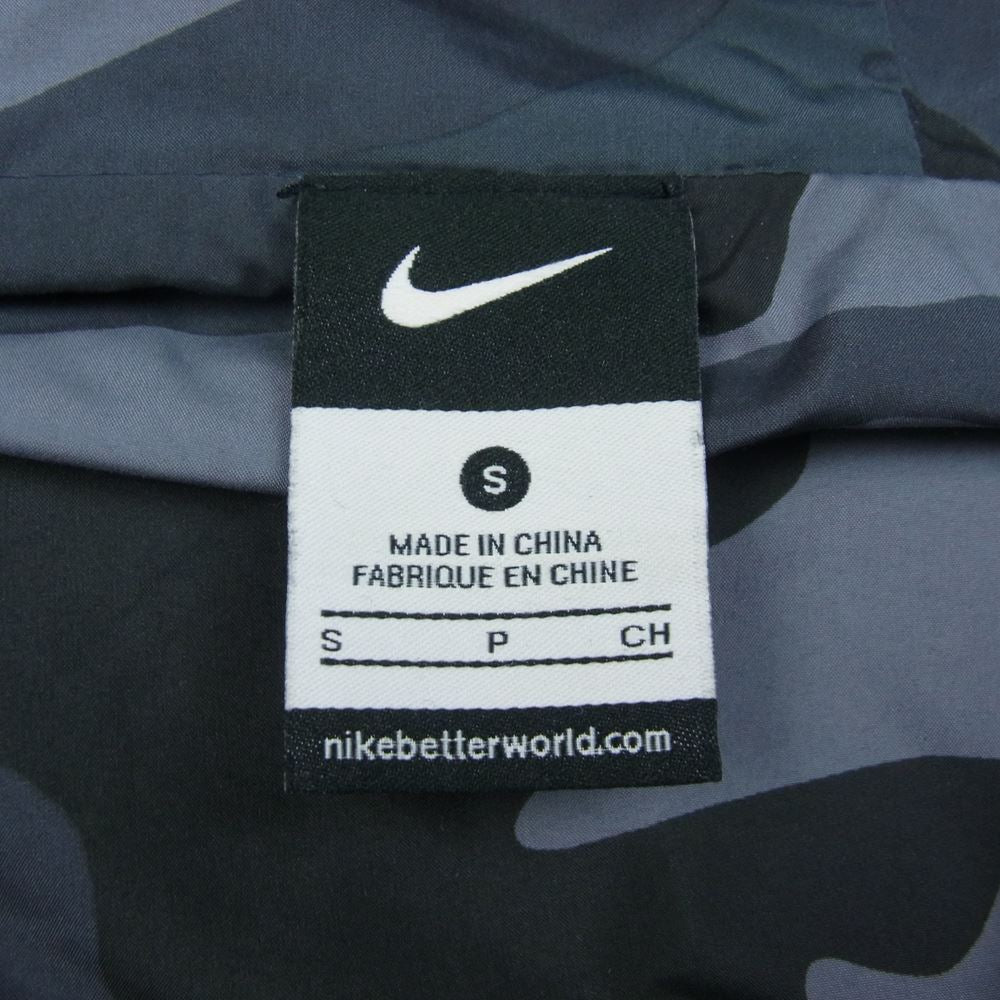 S
MADE IN CHINA
FABRIQUE EN CHINE
S P CH
nikebetterworld.com